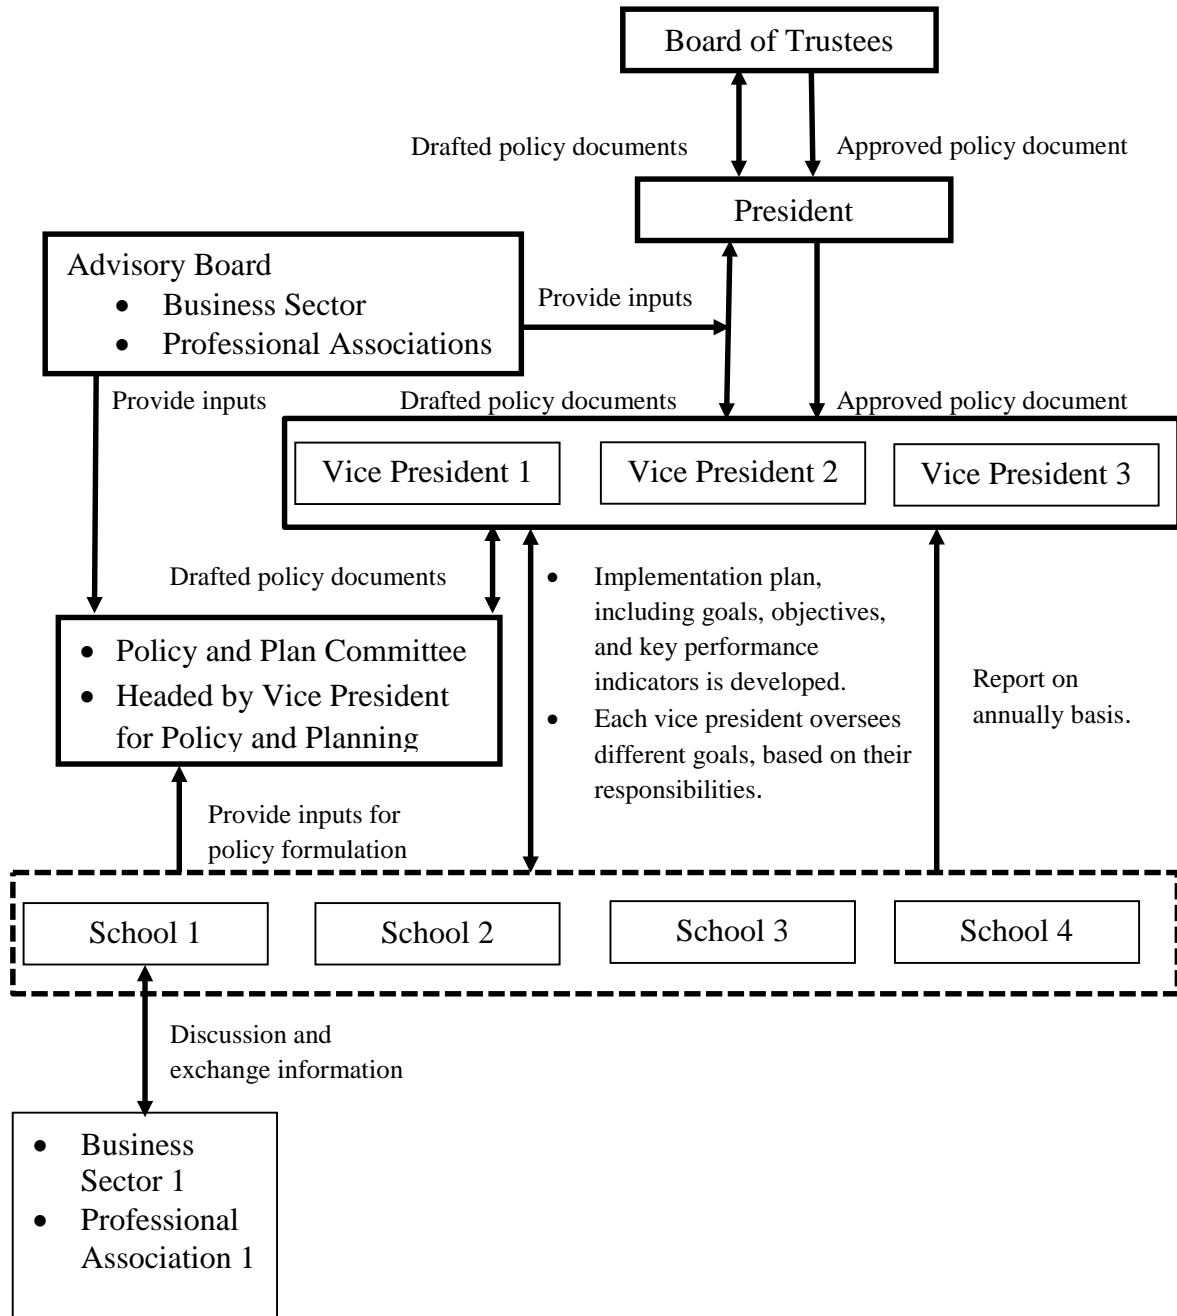 Board of Trustees
Drafted policy documents
Approved policy document
President
Advisory Board
• Business Sector
• Professional Associations
Provide inputs
Provide inputs
Drafted policy documents
Approved policy document
Vice President 1
Vice President 2
Vice President 3
Drafted policy documents
• Implementation plan,
including goals, objectives,
and key performance
indicators is developed.
• Each vice president oversees
different goals, based on their
responsibilities.
Report on
annually basis.
• Policy and Plan Committee
• Headed by Vice President
for Policy and Planning
Provide inputs for
policy formulation
School 1
School 2
School 3
School 4
Discussion and
exchange information
• Business
Sector 1
• Professional
Association 1